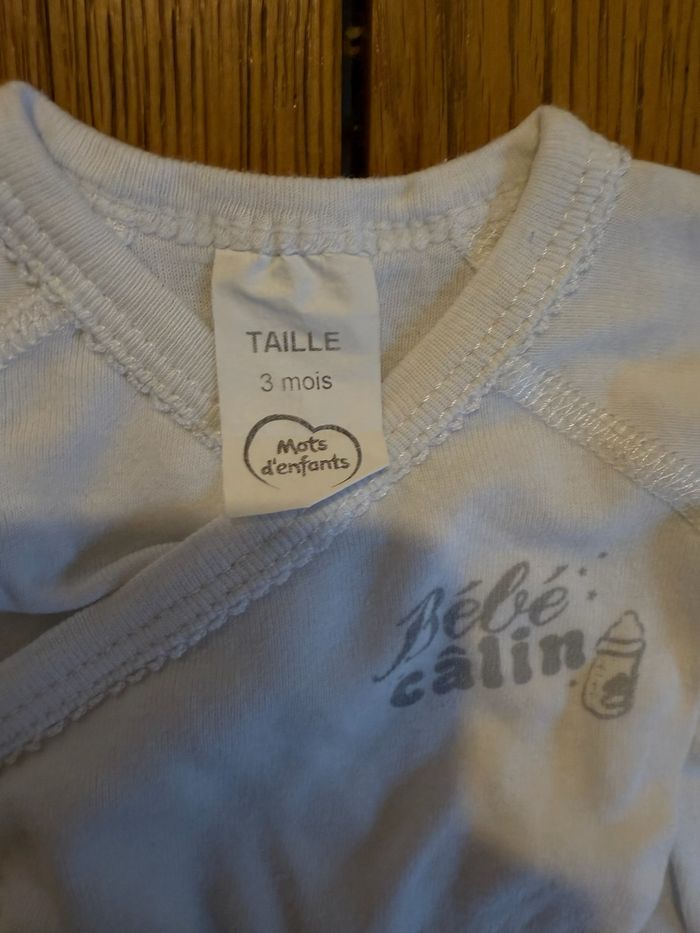 TAILLE
3 mois
Mots
d'enfants
Bébé
câlin